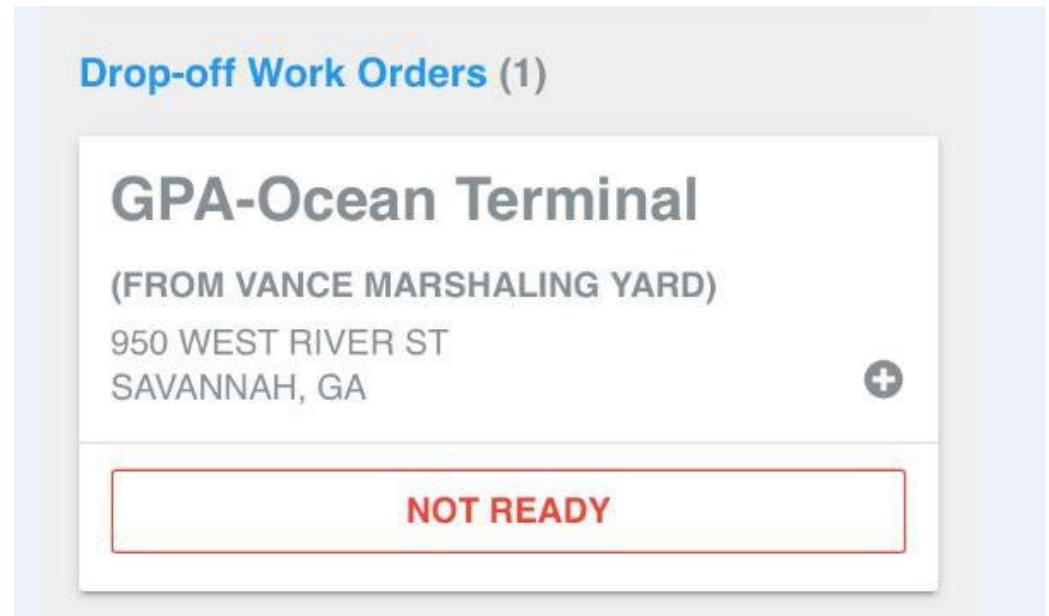 Drop-off Work Orders (1)
GPA-Ocean Terminal
(FROM VANCE MARSHALING YARD)
950 WEST RIVER ST
SAVANNAH, GA
NOT READY